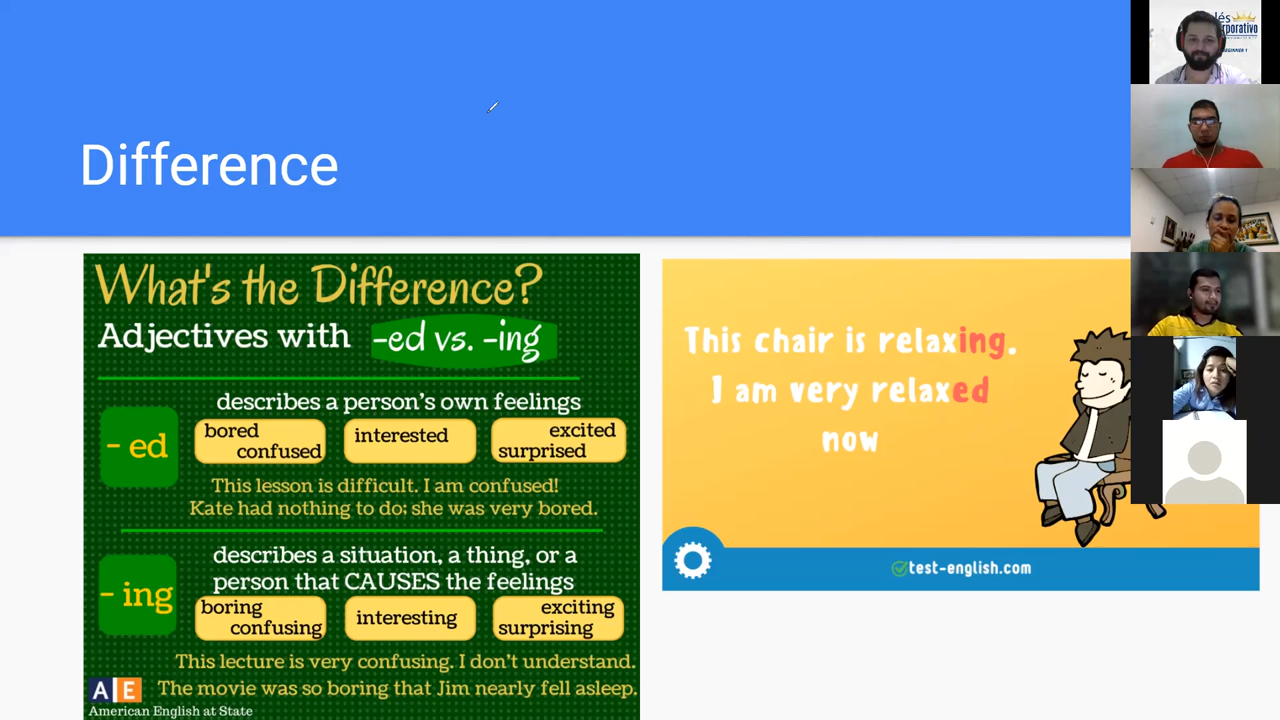 Difference
What's the Difference?
Adjectives with -ed vs. -ing
- ed
describes a person's own feelings
bored
confused
interested
excited
surprised
This lesson is difficult. I am confused!
Kate had nothing to do; she was very bored.
- ing
describes a situation, a thing, or a
person that CAUSES the feelings
boring
confusing
interesting
exciting
surprising
This lecture is very confusing. I don't understand.
The movie was so boring that Jim nearly fell asleep.
A E
American English at State
This chair is relaxing.
I am very relaxed
now
test-english.com